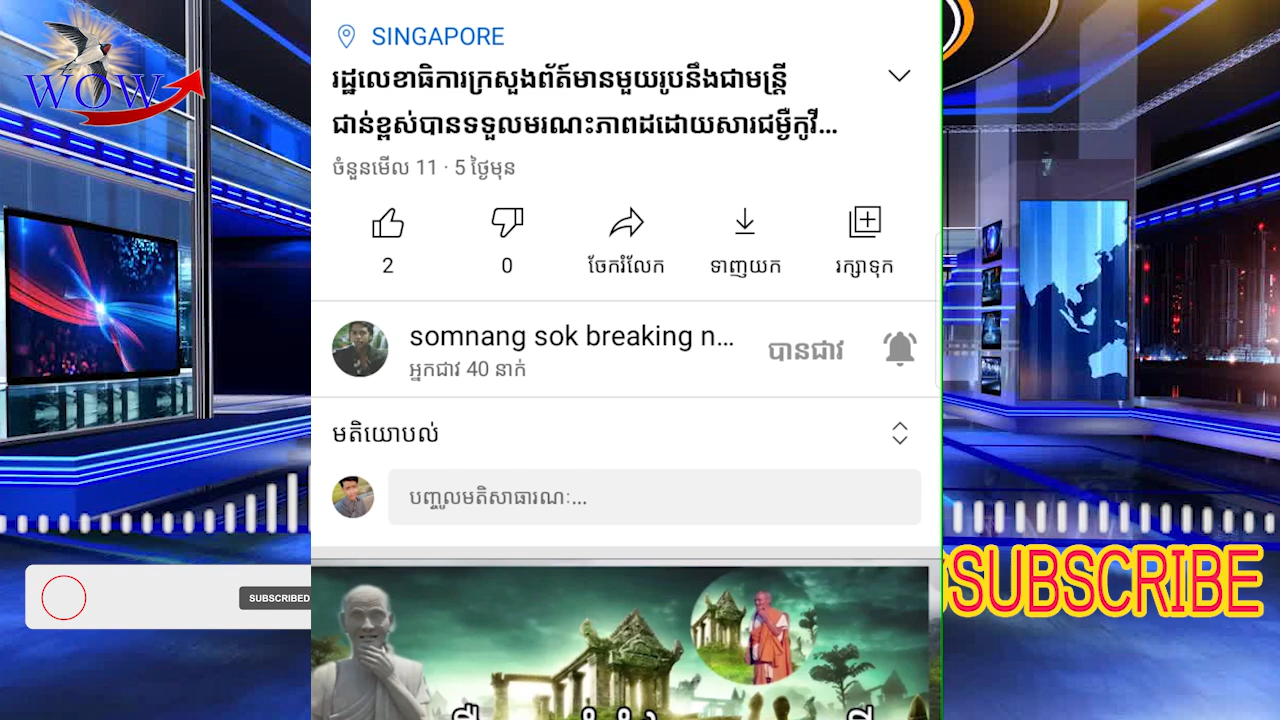 WOW
SINGAPORE
រដ្ឋលេខាធិការក្រសួងព័ត៌មានមួយរូបនឹងជាមន្ត្រី
ជាន់ខ្ពស់បានទទួលមរណះភាពដដោយសារជម្ងឺកូវី...
ចំនួនមើល 11 · 5 ថ្ងៃមុន
2
0
ចែករំលែក
ទាញយក
រក្សាទុក
somnang sok breaking n...
អ្នកជាវ 40 នាក់
បានជាវ
មតិយោបល់
បញ្ចូលមតិសាធារណៈ...
SUBSCRIBED
SUBSCRIBE